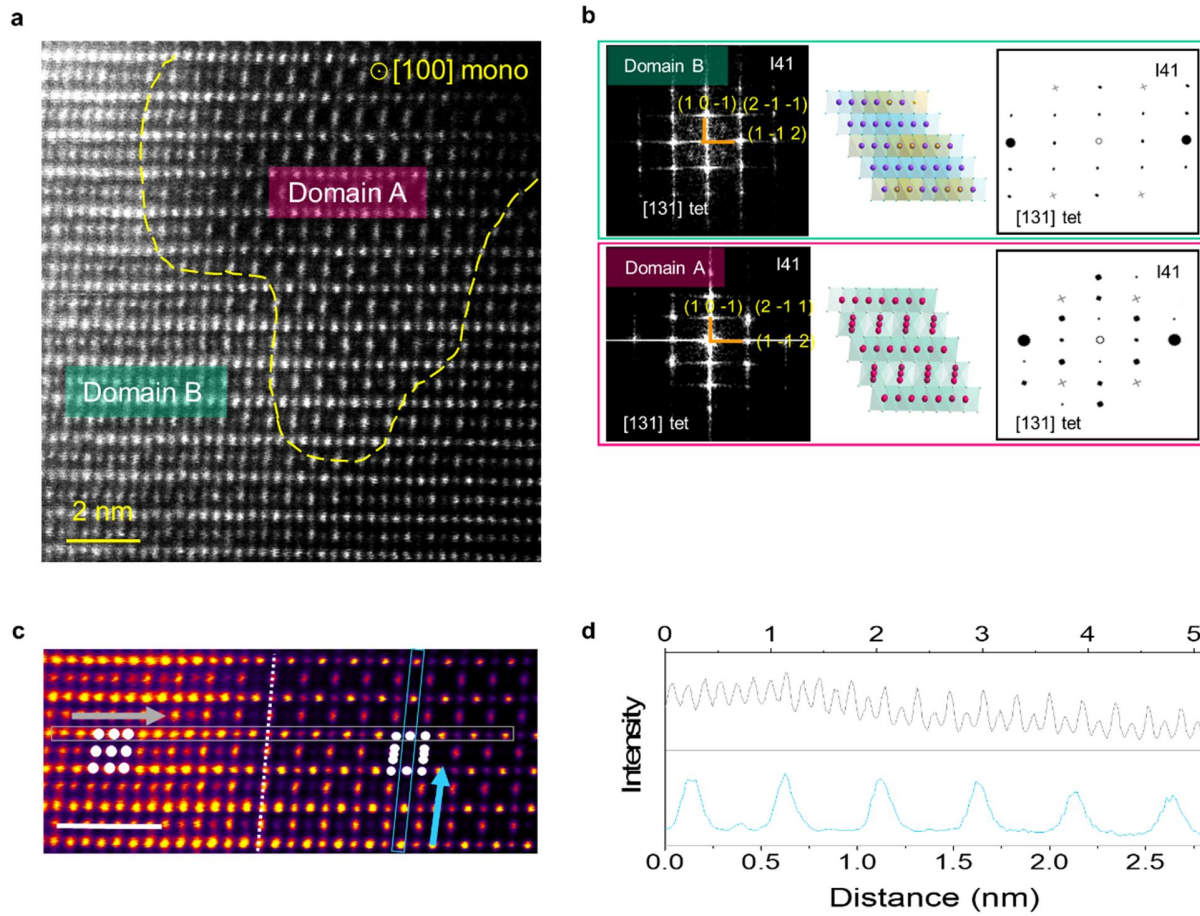 a
⊙[100] mono
Domain A
Domain B
2 nm
b
Domain B
I41
(1 0 -1) (2 -1 -1)
(1 -1 2)
[131] tet
I41
[131] tet
Domain A
I41
(1 0 -1) (2 -1 1)
(1 -1 2)
[131] tet
I41
[131] tet
c
d
0 1 2 3 4 5
Intensity
0.0 0.5 1.0 1.5 2.0 2.5
Distance (nm)